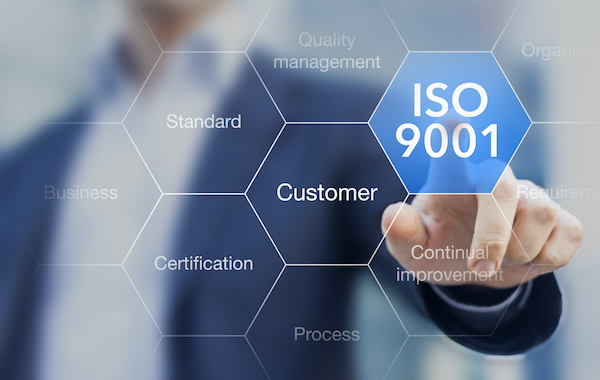 Quality
management
ISO
9001
Standard
Business
Customer
Certification
Continual
improvement
Process